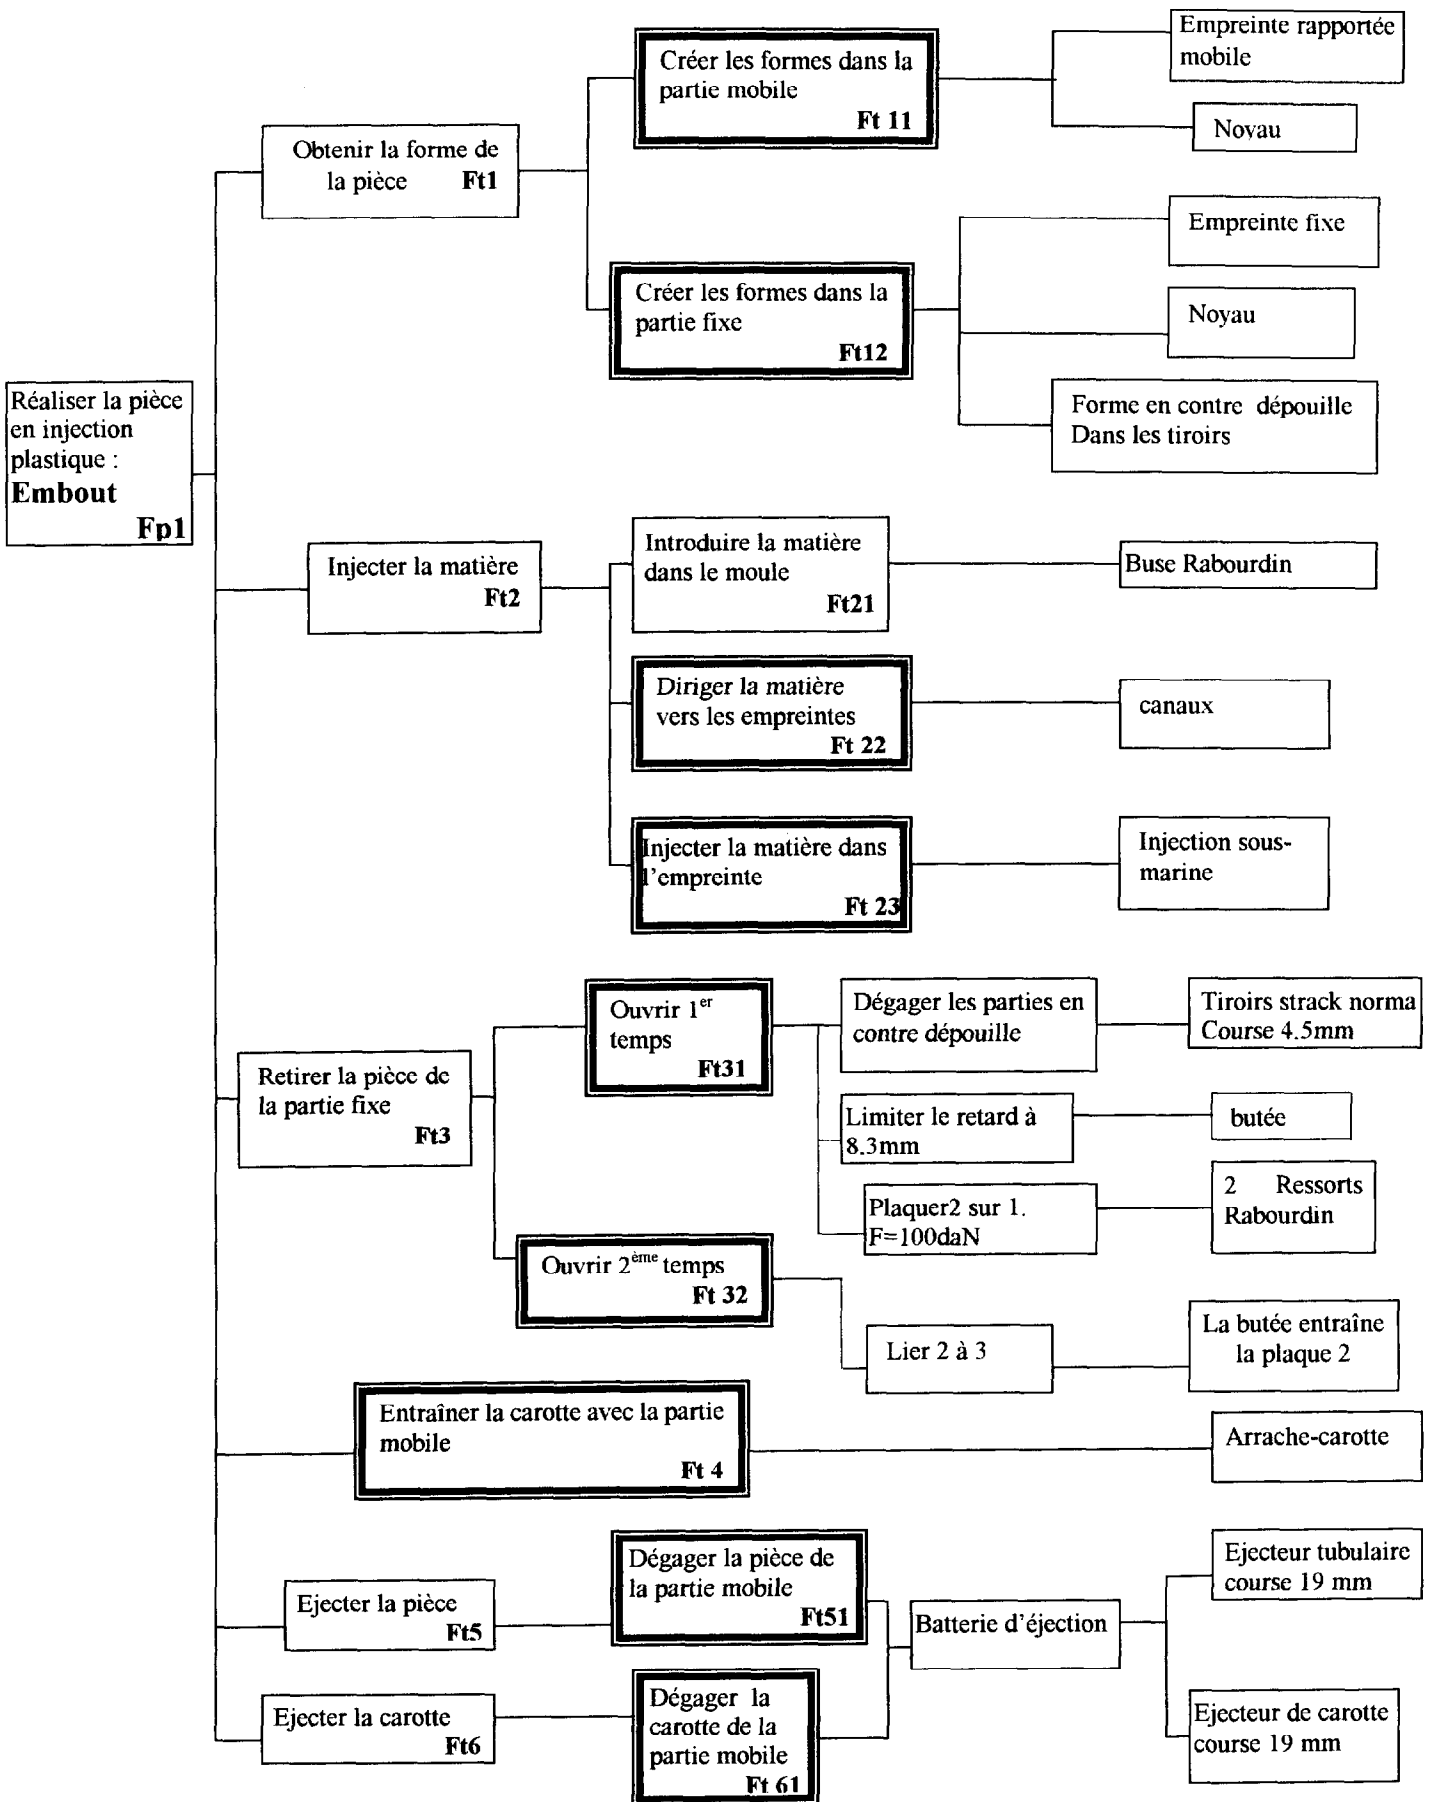 Réaliser la pièce
en injection
plastique :
Embout
Fp1
Obtenir la forme de
la pièce Ft1
Créer les formes dans la
partie mobile
Ft 11
Empreinte rapportée
mobile
Noyau
Créer les formes dans la
partie fixe
Ft12
Empreinte fixe
Noyau
Forme en contre dépouille
Dans les tiroirs
Injecter la matière
Ft2
Introduire la matière
dans le moule
Ft21
Buse Rabourdin
Diriger la matière
vers les empreintes
Ft 22
canaux
Injecter la matière dans
l'empreinte
Ft 23
Injection sous-
marine
Retirer la pièce de
la partie fixe
Ft3
Ouvrir 1er
temps
Ft31
Dégager les parties en
contre dépouille
Tiroirs strack norma
Course 4.5mm
Limiter le retard à
8.3mm
butée
Plaquer2 sur 1.
F=100daN
2 Ressorts
Rabourdin
Ouvrir 2ème temps
Ft 32
Lier 2 à 3
La butée entraîne
la plaque 2
Entraîner la carotte avec la partie
mobile
Ft 4
Arrache-carotte
Ejecter la pièce
Ft5
Dégager la pièce de
la partie mobile
Ft51
Batterie d'éjection
Ejecteur tubulaire
course 19 mm
Ejecter la carotte
Ft6
Dégager la
carotte de la
partie mobile
Ft 61
Ejecteur de carotte
course 19 mm